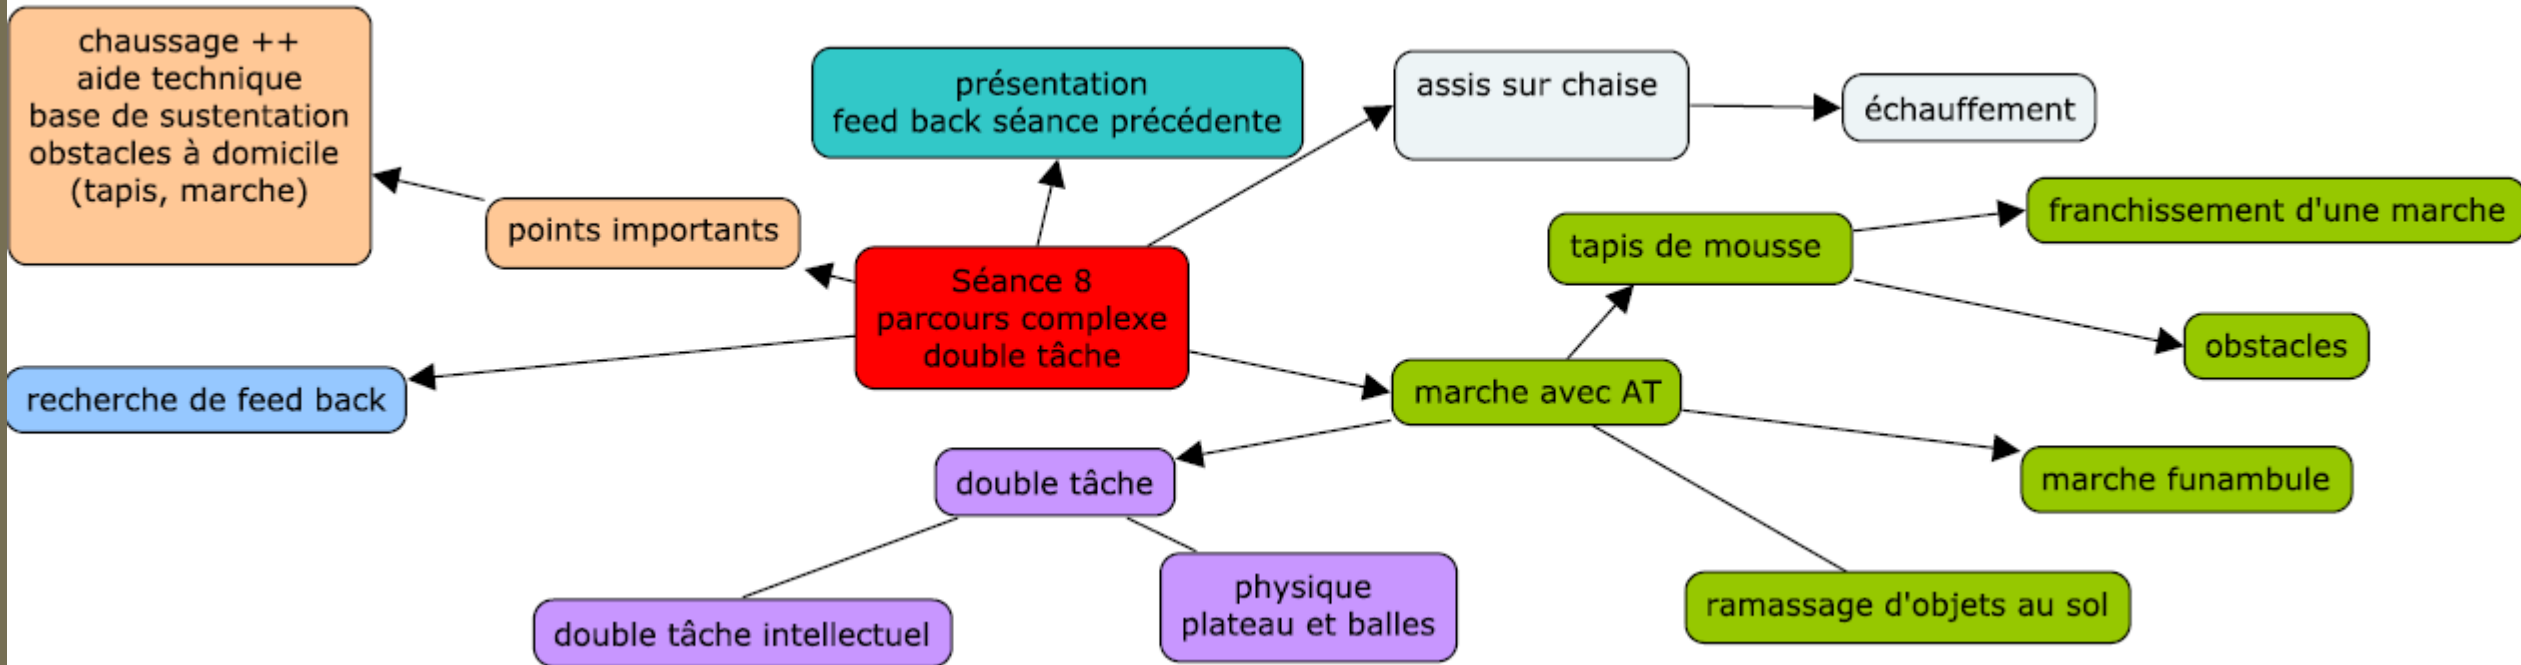 chaussage ++
aide technique
base de sustentation
obstacles à domicile
(tapis, marche)
présentation
feed back séance précédente
assis sur chaise
échauffement
points importants
franchissement d'une marche
tapis de mousse
Séance 8
parcours complexe
double tâche
obstacles
recherche de feed back
marche avec AT
double tâche
marche funambule
physique
plateau et balles
ramassage d'objets au sol
double tâche intellectuel